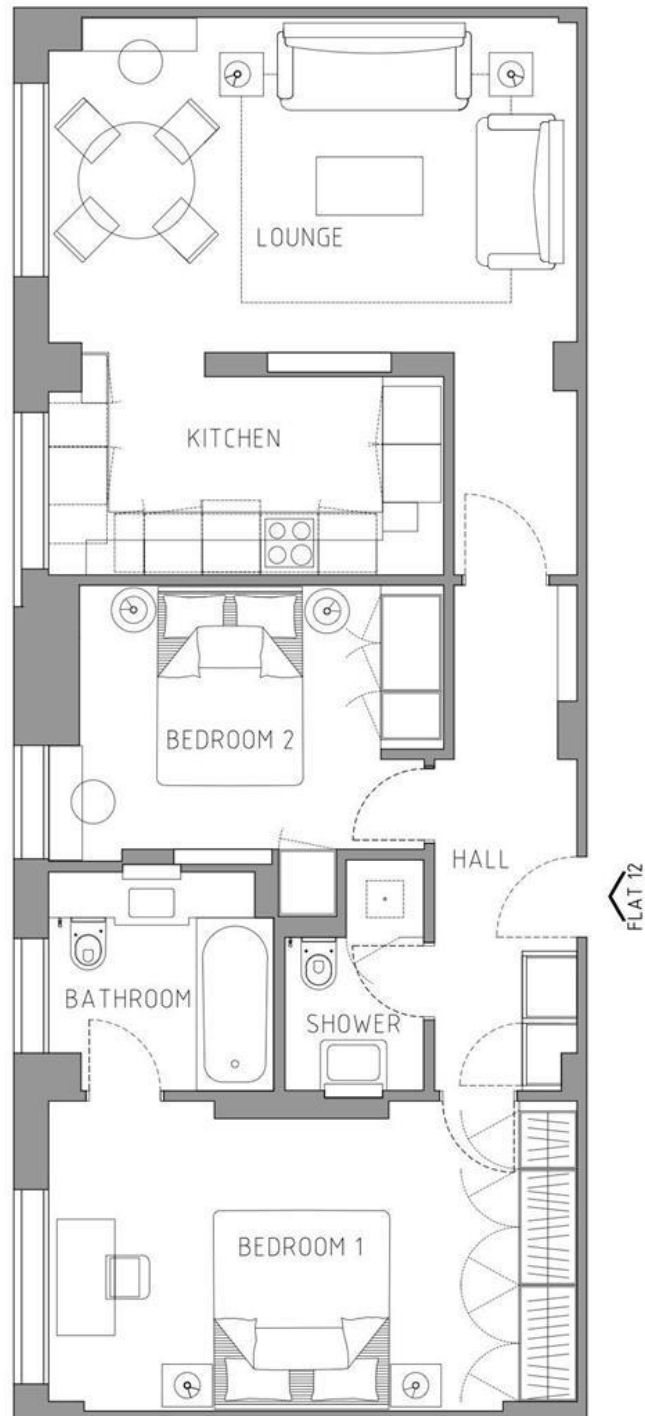 LOUNGE
KITCHEN
BEDROOM 2
HALL
FLAT 12
BATHROOM
SHOWER
BEDROOM 1